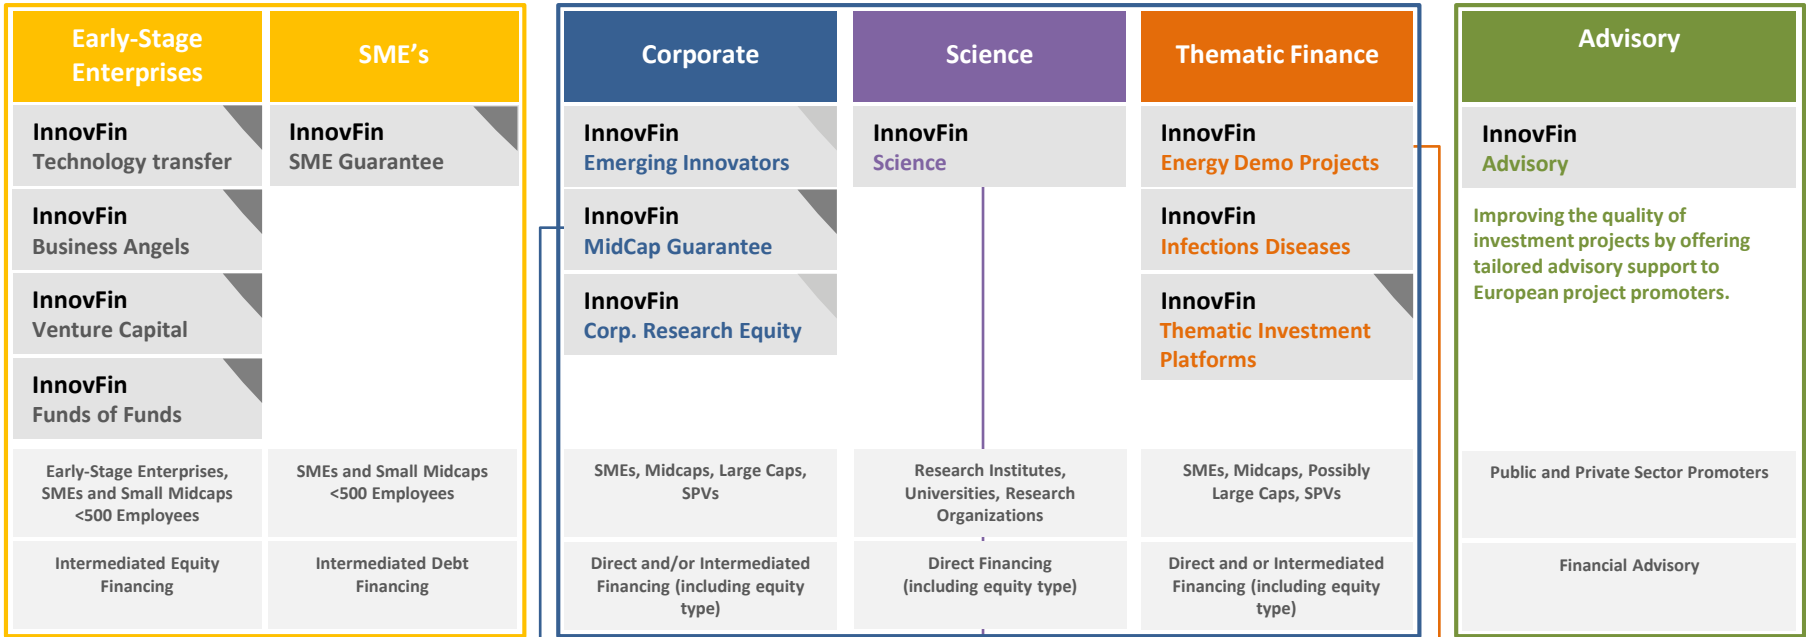 Early-Stage
Enterprises
SME's
Corporate
Science
Thematic Finance
Advisory
InnovFin
Technology transfer
InnovFin
Business Angels
InnovFin
Venture Capital
InnovFin
Funds of Funds
Early-Stage Enterprises,
SMEs and Small Midcaps
<500 Employees
Intermediated Equity
Financing
InnovFin
SME Guarantee
SMEs and Small Midcaps
<500 Employees
Intermediated Debt
Financing
InnovFin
Emerging Innovators
InnovFin
MidCap Guarantee
InnovFin
Corp. Research Equity
SMEs, Midcaps, Large Caps,
SPVs
Direct and/or Intermediated
Financing (including equity
type)
InnovFin
Science
Research Institutes,
Universities, Research
Organizations
Direct Financing
(including equity type)
InnovFin
Energy Demo Projects
InnovFin
Infections Diseases
InnovFin
Thematic Investment
Platforms
SMEs, Midcaps, Possibly
Large Caps, SPVs
Direct and or Intermediated
Financing (including equity
type)
InnovFin
Advisory
Improving the quality of
investment projects by offering
tailored advisory support to
European project promoters.
Public and Private Sector Promoters
Financial Advisory